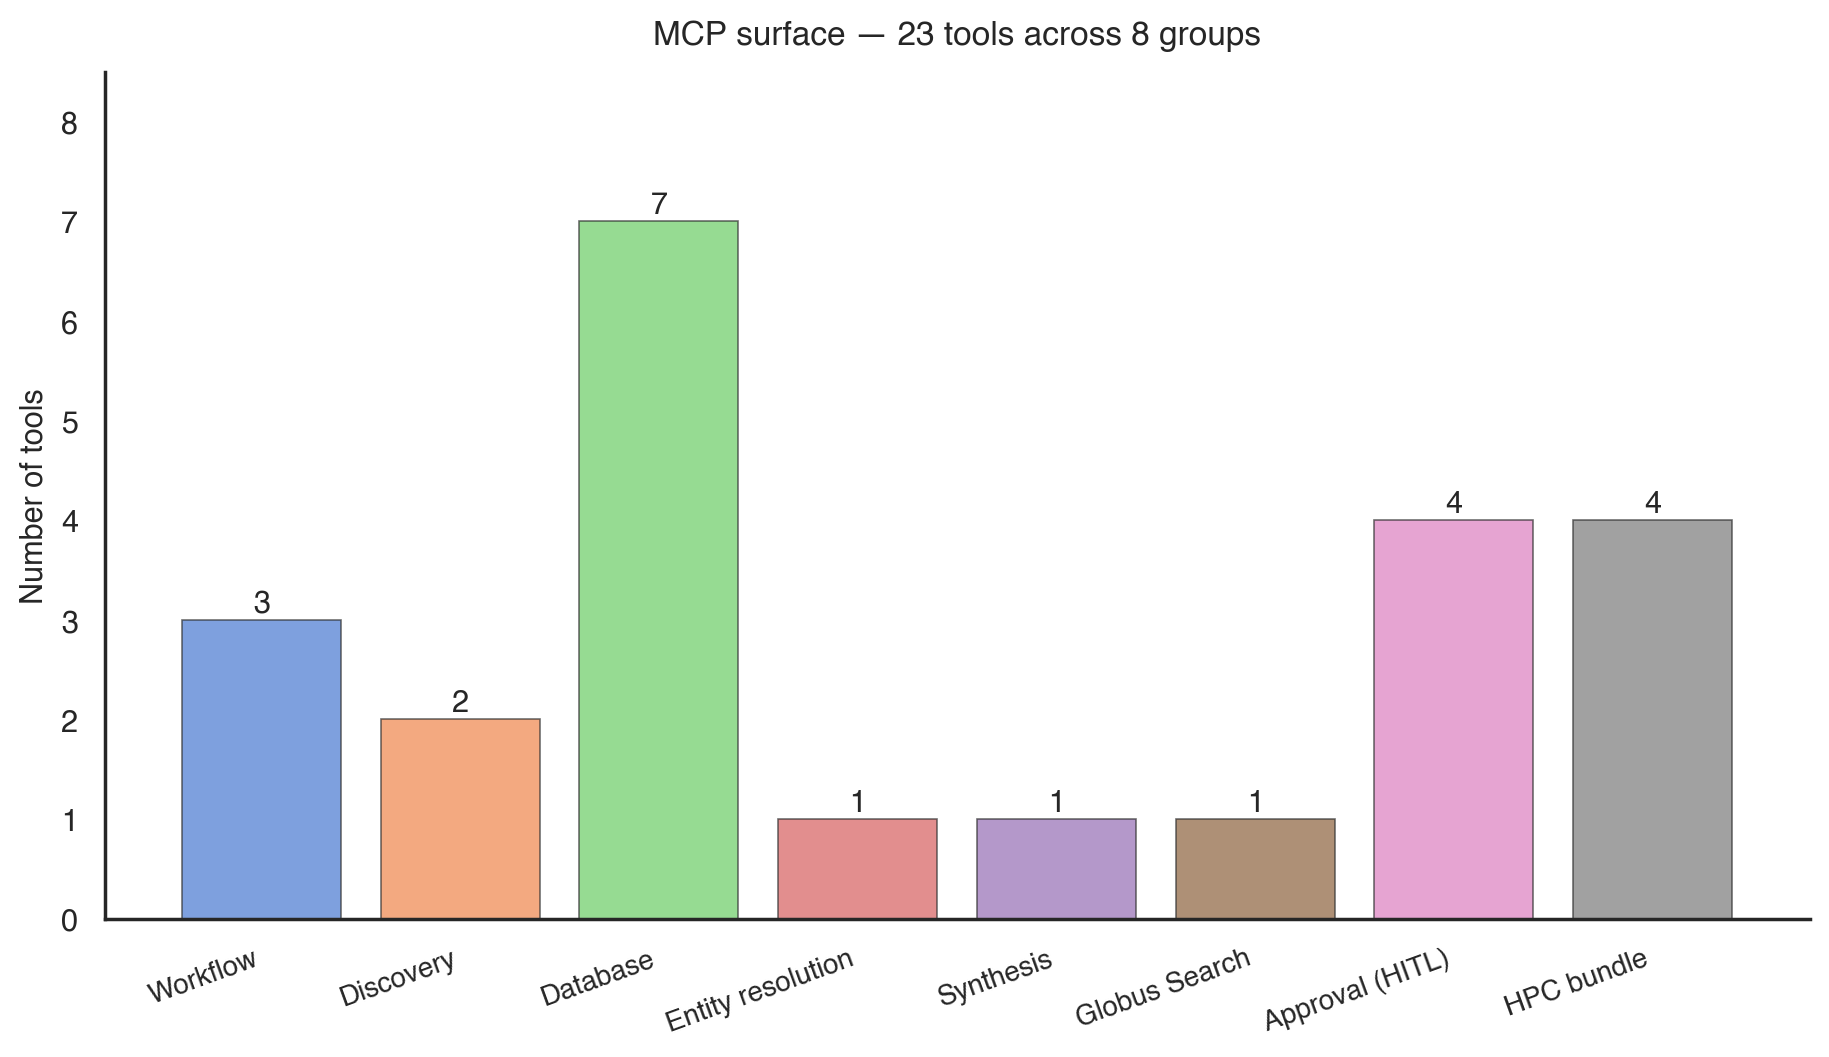 MCP surface — 23 tools across 8 groups
Number of tools
8
7
6
5
4
3
2
1
0
3
2
7
1
1
1
4
4
Workflow
Discovery
Database
Entity resolution
Synthesis
Globus Search
Approval (HITL)
HPC bundle